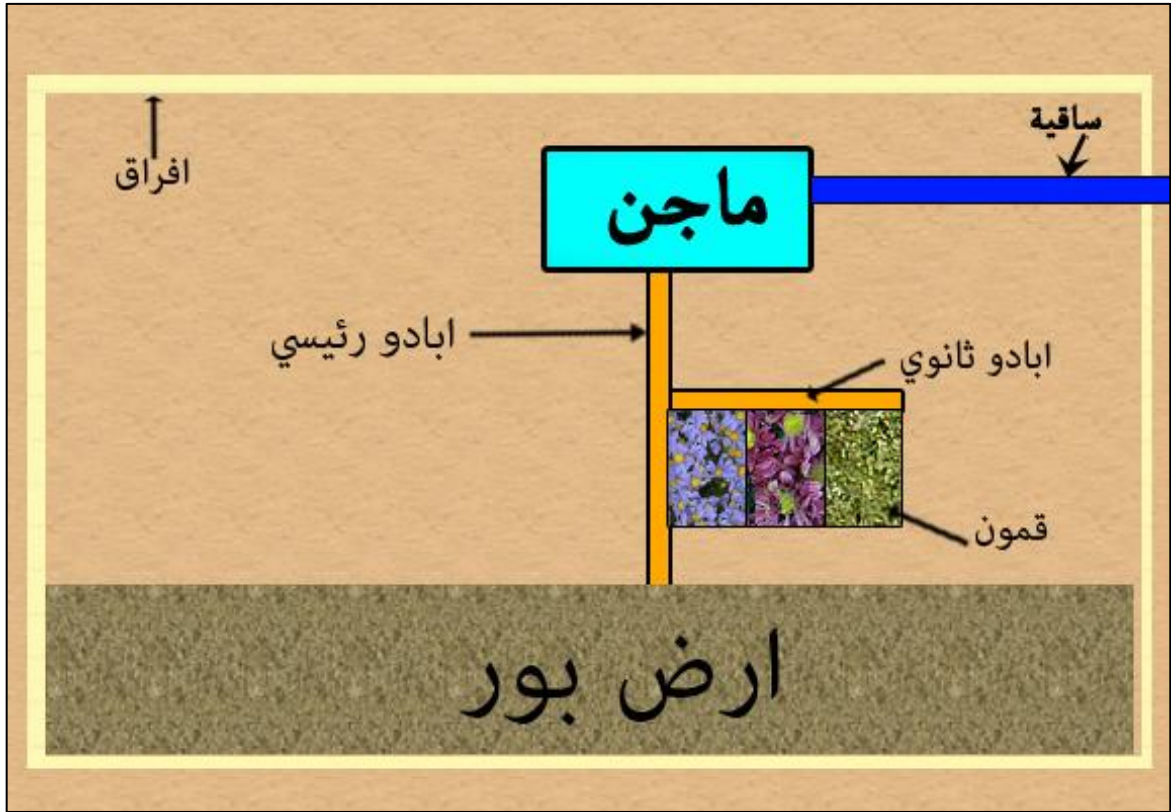 ساقية
افراق
ماجن
ابادو رئيسي
ابادو ثانوي
قمون
ارض بور